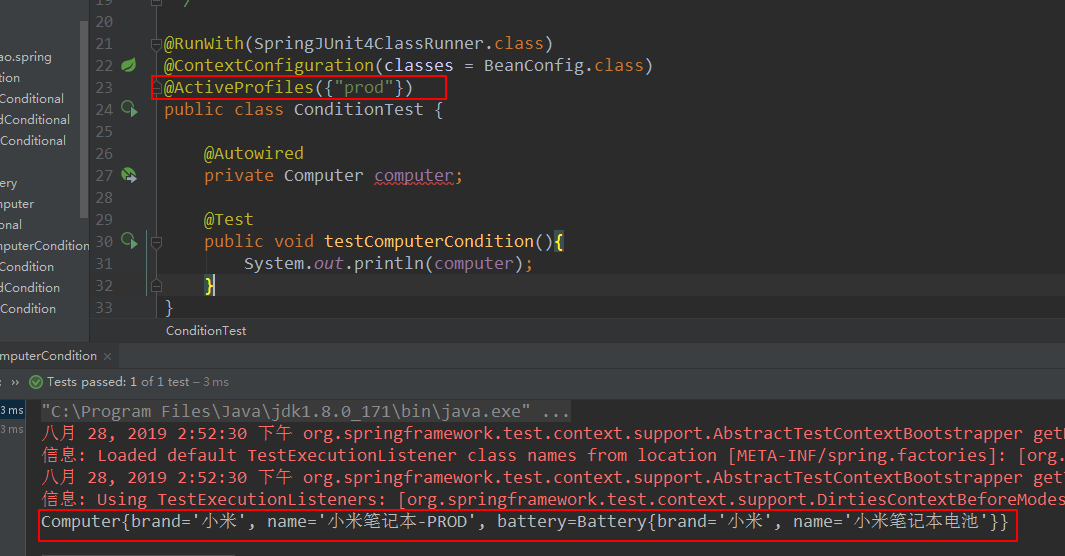 19 /
20
ao.spring
21 @RunWith(SpringJUnit4ClassRunner.class)
tion
22 @ContextConfiguration(classes = BeanConfig.class)
Conditional
23 @ActiveProfiles({"prod"})
dConditional
24 public class ConditionTest {
Conditional
25
26 @Autowired
ery
27 private Computer computer;
mputer
28
onal
29 @Test
mputerCondition
30 public void testComputerCondition(){
Condition
31 System.out.println(computer);
dCondition
32 }
Condition
33 }
ConditionTest
mputerCondition ×
: ›› Tests passed: 1 of 1 test – 3 ms
3 ms "C:\Program Files\Java\jdk1.8.0_171\bin\java.exe" ...
3 ms 八月 28, 2019 2:52:30 下午 org.springframework.test.context.support.AbstractTestContextBootstrapper get
信息: Loaded default TestExecutionListener class names from location [META-INF/spring.factories]: [org.
八月 28, 2019 2:52:30 下午 org.springframework.test.context.support.AbstractTestContextBootstrapper getT
信息: Using TestExecutionListeners: [org.springframework.test.context.support.DirtiesContextBeforeModes
Computer{brand='小米', name='小米笔记本-PROD', battery=Battery{brand='小米', name='小米笔记本电池'}}